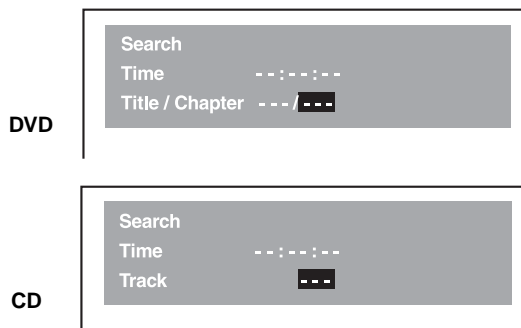 Search
Time --:--:--
Title / Chapter ---/---
DVD
Search
Time --:--:--
Track ---
CD